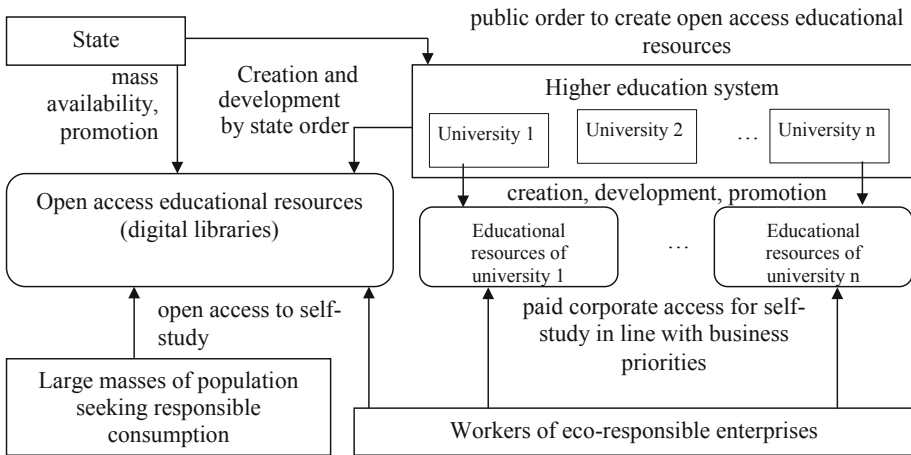 public order to create open access educational
resources
State
mass
availability,
promotion
Creation and
development
by state order
Higher education system
University 1
University 2
…
University n
creation, development, promotion
Open access educational resources
(digital libraries)
Educational
resources of
university 1
…
Educational
resources of
university n
open access to self-
study
paid corporate access for self-
study in line with business
priorities
Large masses of population
seeking responsible
consumption
Workers of eco-responsible enterprises